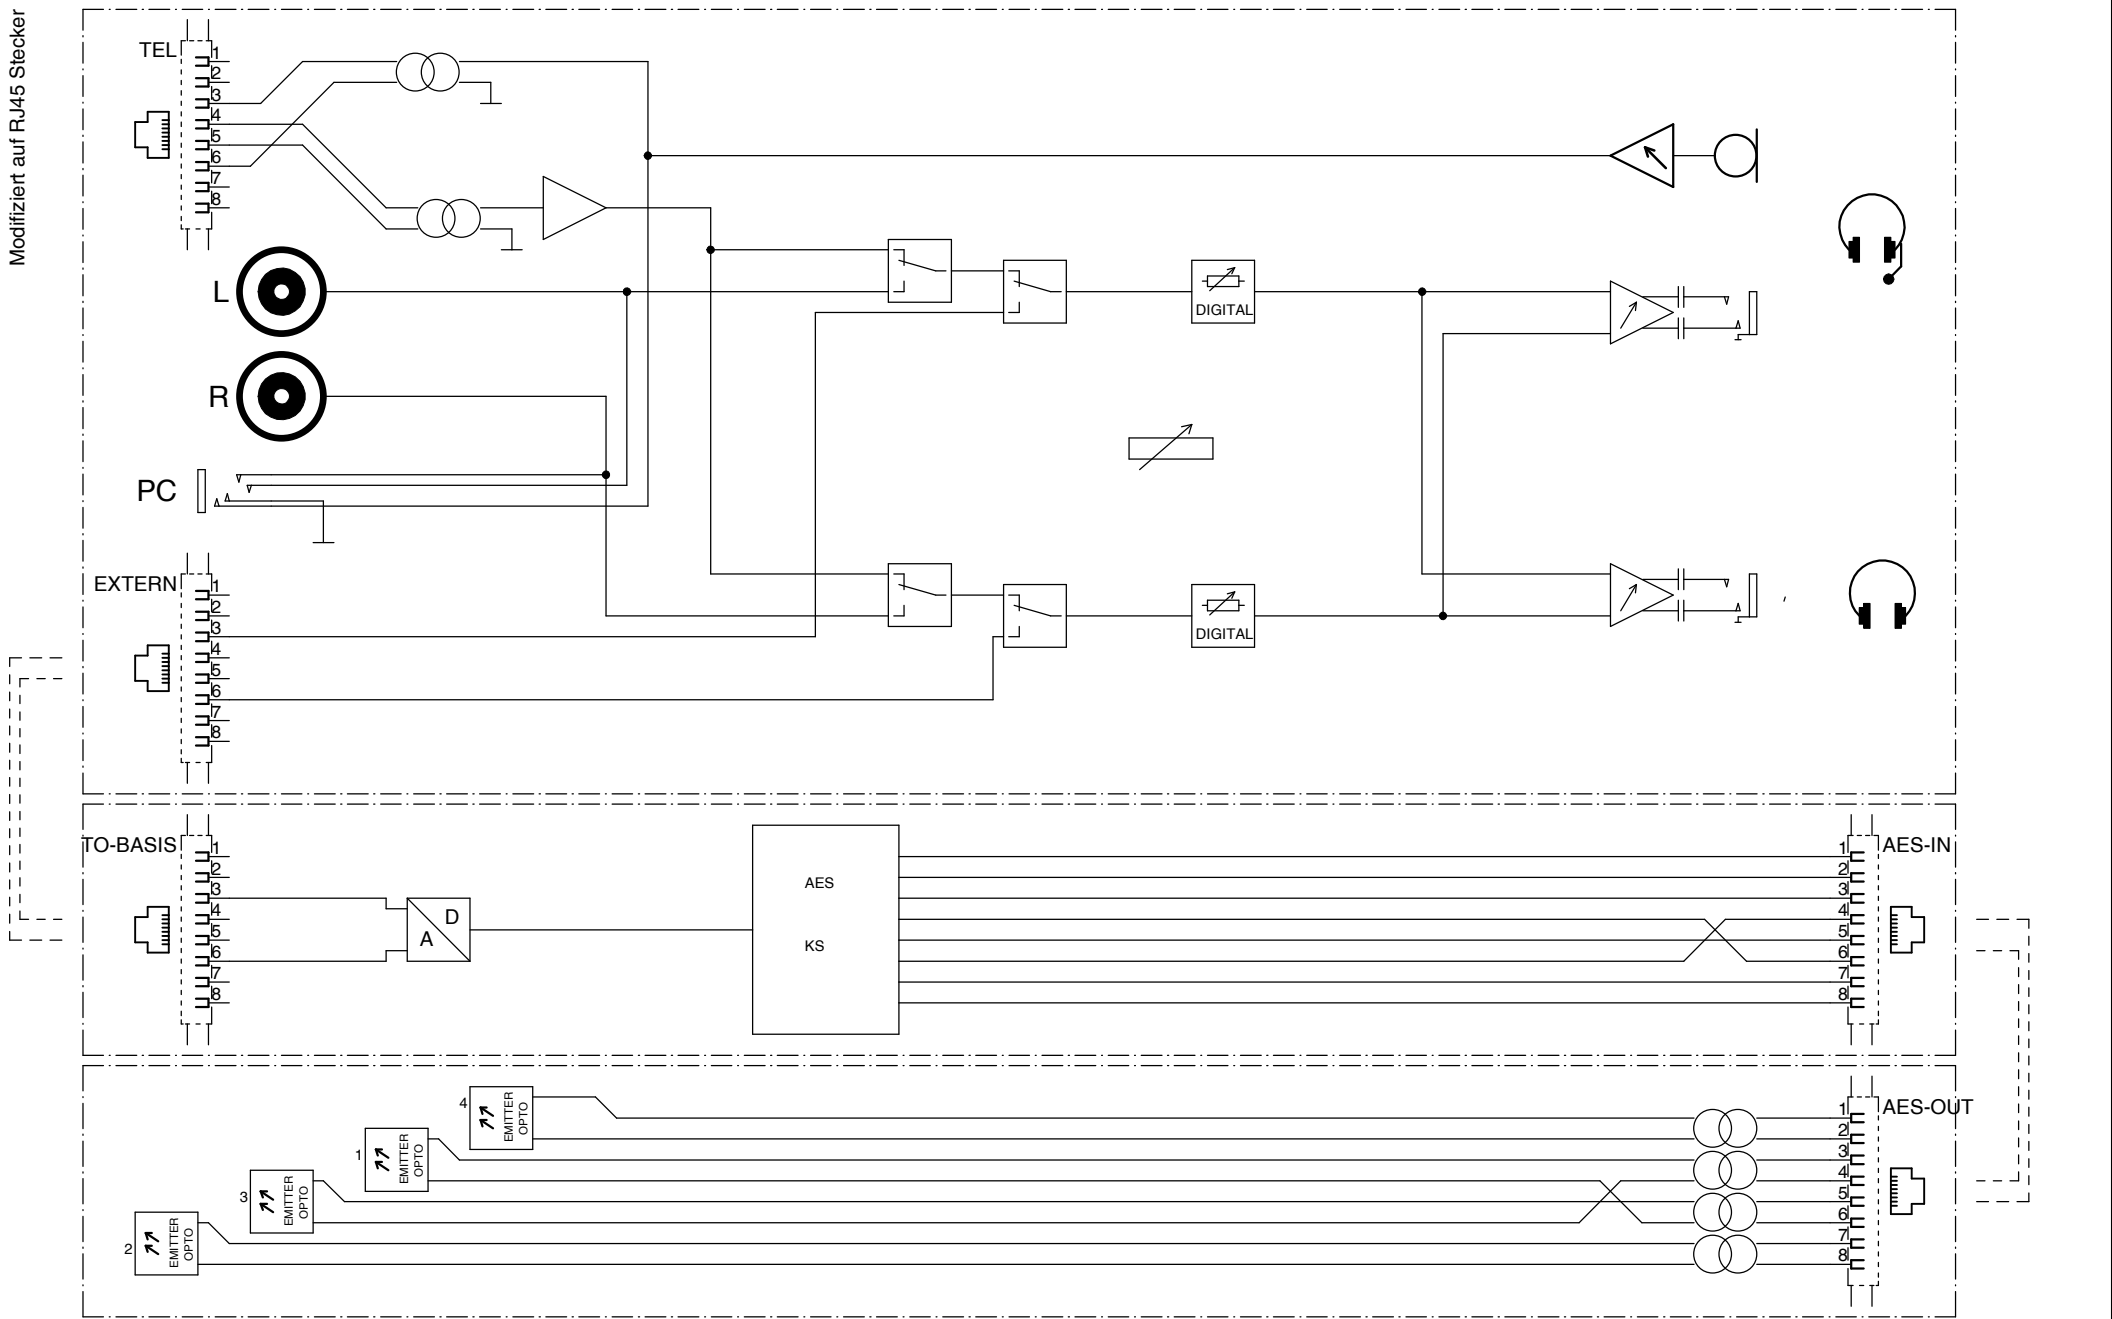 Modifiziert auf RJ45 Stecker
TEL
1
2
3
4
5
6
7
8
L
R
PC
DIGITAL
DIGITAL
EXTERN
1
2
3
4
5
6
7
8
TO-BASIS
1
2
3
4
5
6
7
8
D
A
AES
KS
AES-IN
1
2
3
4
5
6
7
8
4
EMITTER
OPTO
1
EMITTER
OPTO
3
EMITTER
OPTO
2
EMITTER
OPTO
AES-OUT
1
2
3
4
5
6
7
8